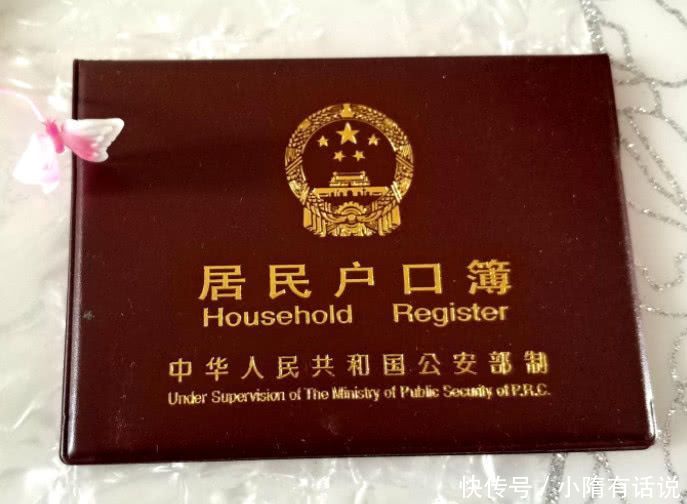 居民户口簿
Household Register
中华人民共和国公安部制
Under Supervision of The Ministry of Public Security of P.R.C.
快传号／小隋有话说